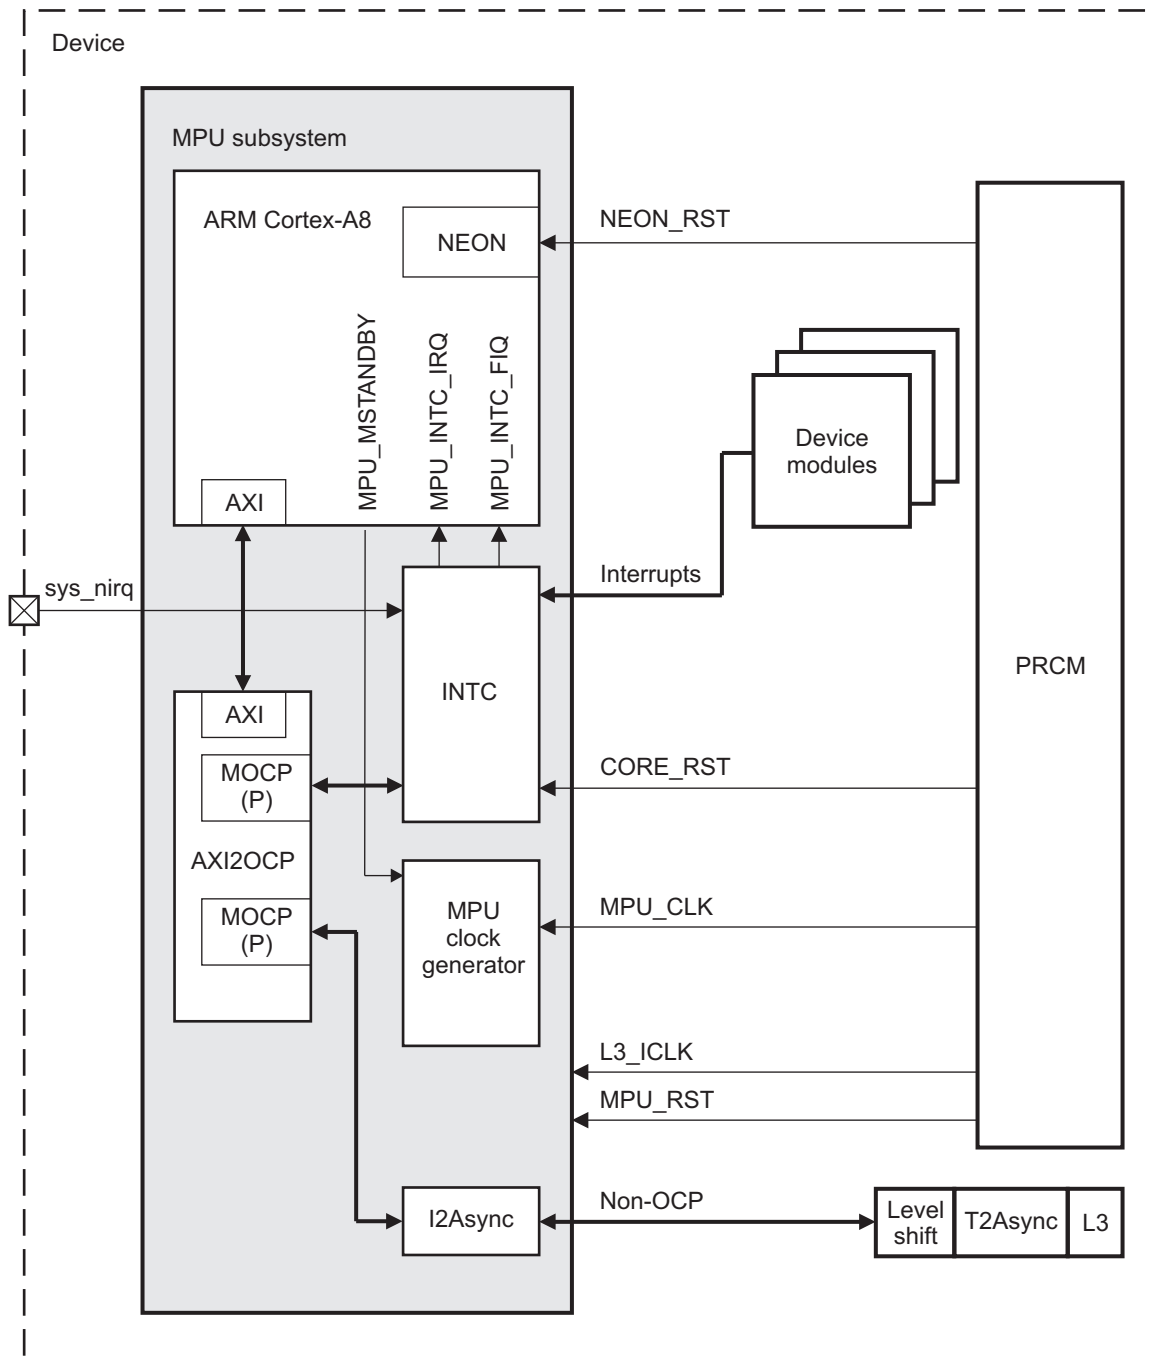 Device
MPU subsystem
ARM Cortex-A8
NEON
NEON_RST
MPU_MSTANDBY
MPU_INTC_IRQ
MPU_INTC_FIQ
Device
modules
AXI
sys_nirq
Interrupts
PRCM
INTC
AXI
MOCP
(P)
CORE_RST
AXI2OCP
MOCP
(P)
MPU
clock
generator
MPU_CLK
L3_ICLK
MPU_RST
I2Async
Non-OCP
Level
shift
T2Async
L3